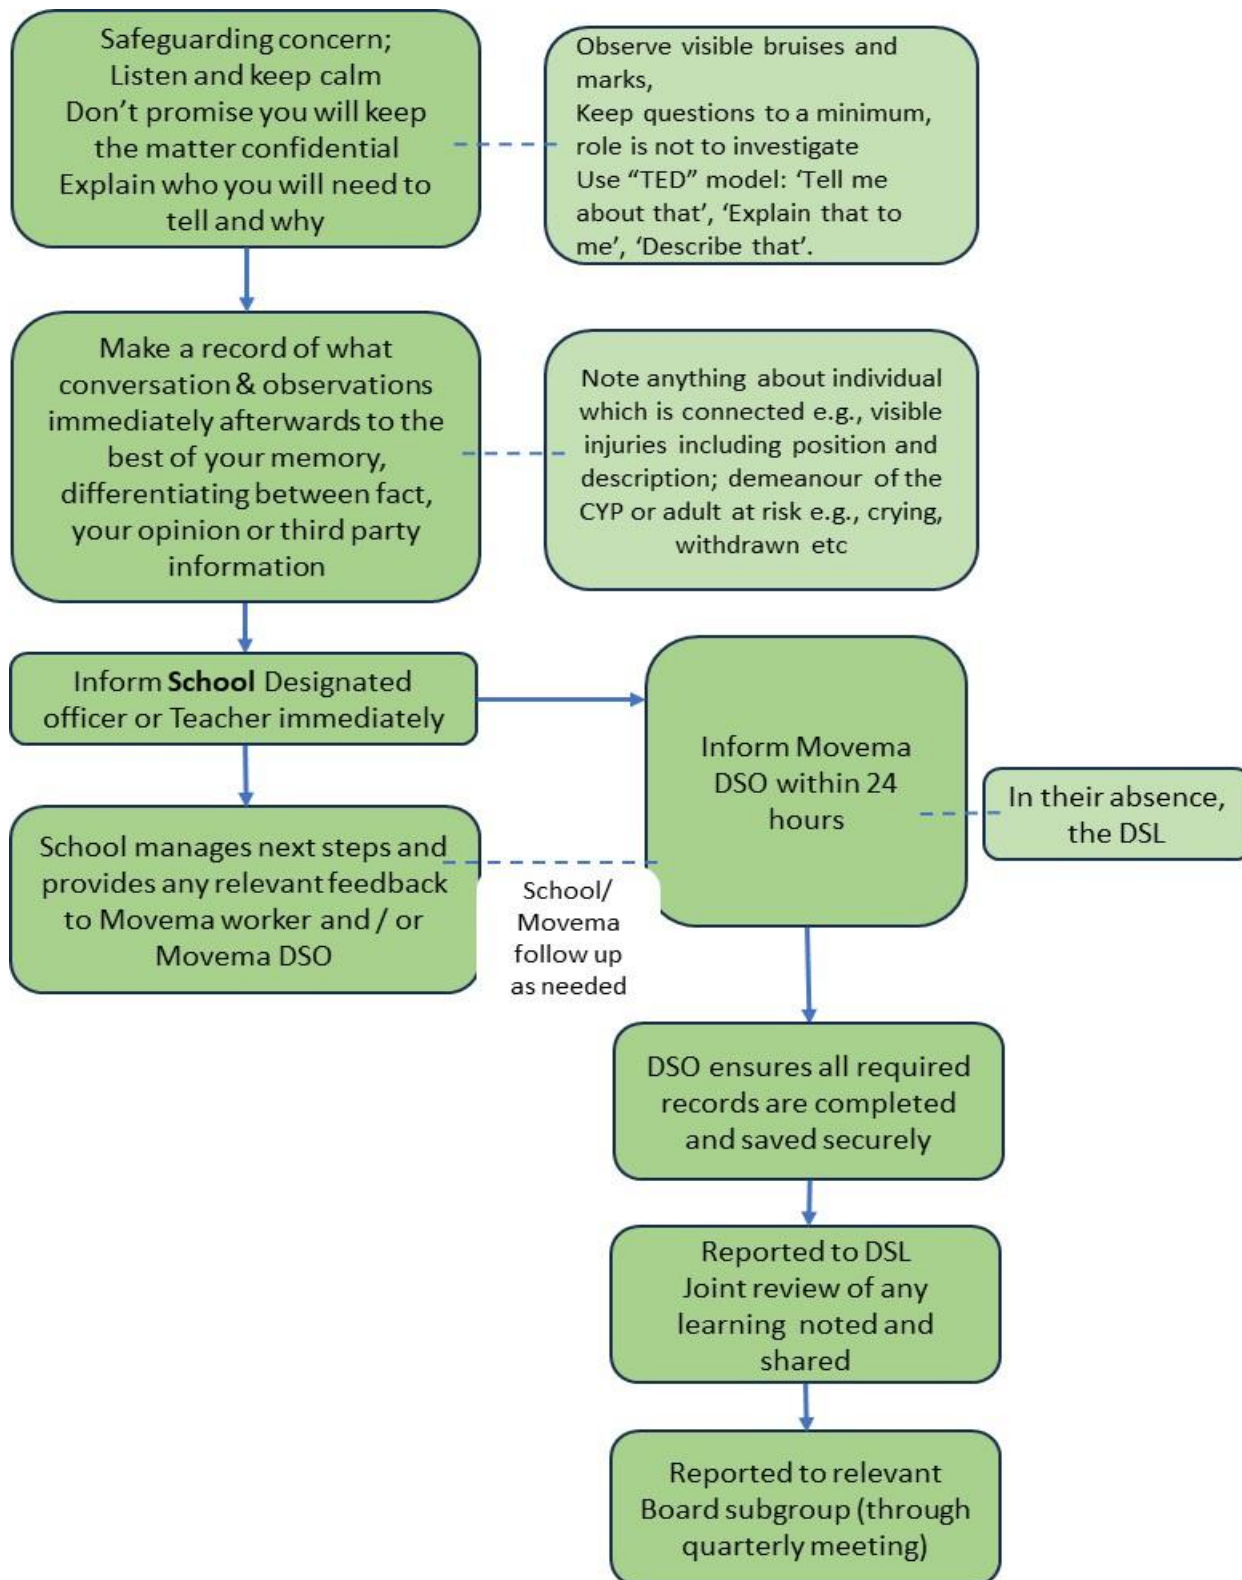 Safeguarding concern;
Listen and keep calm
Don’t promise you will keep
the matter confidential
Explain who you will need to
tell and why
Observe visible bruises and
marks,
Keep questions to a minimum,
role is not to investigate
Use “TED” model: ‘Tell me
about that’, ‘Explain that to
me’, ‘Describe that’.
Make a record of what
conversation & observations
immediately afterwards to the
best of your memory,
differentiating between fact,
your opinion or third party
information
Note anything about individual
which is connected e.g., visible
injuries including position and
description; demeanour of the
CYP or adult at risk e.g., crying,
withdrawn etc
Inform School Designated
officer or Teacher immediately
Inform Movema
DSO within 24
hours
In their absence,
the DSL
School manages next steps and
provides any relevant feedback
to Movema worker and / or
Movema DSO
School/
Movema
follow up
as needed
DSO ensures all required
records are completed
and saved securely
Reported to DSL
Joint review of any
learning noted and
shared
Reported to relevant
Board subgroup (through
quarterly meeting)